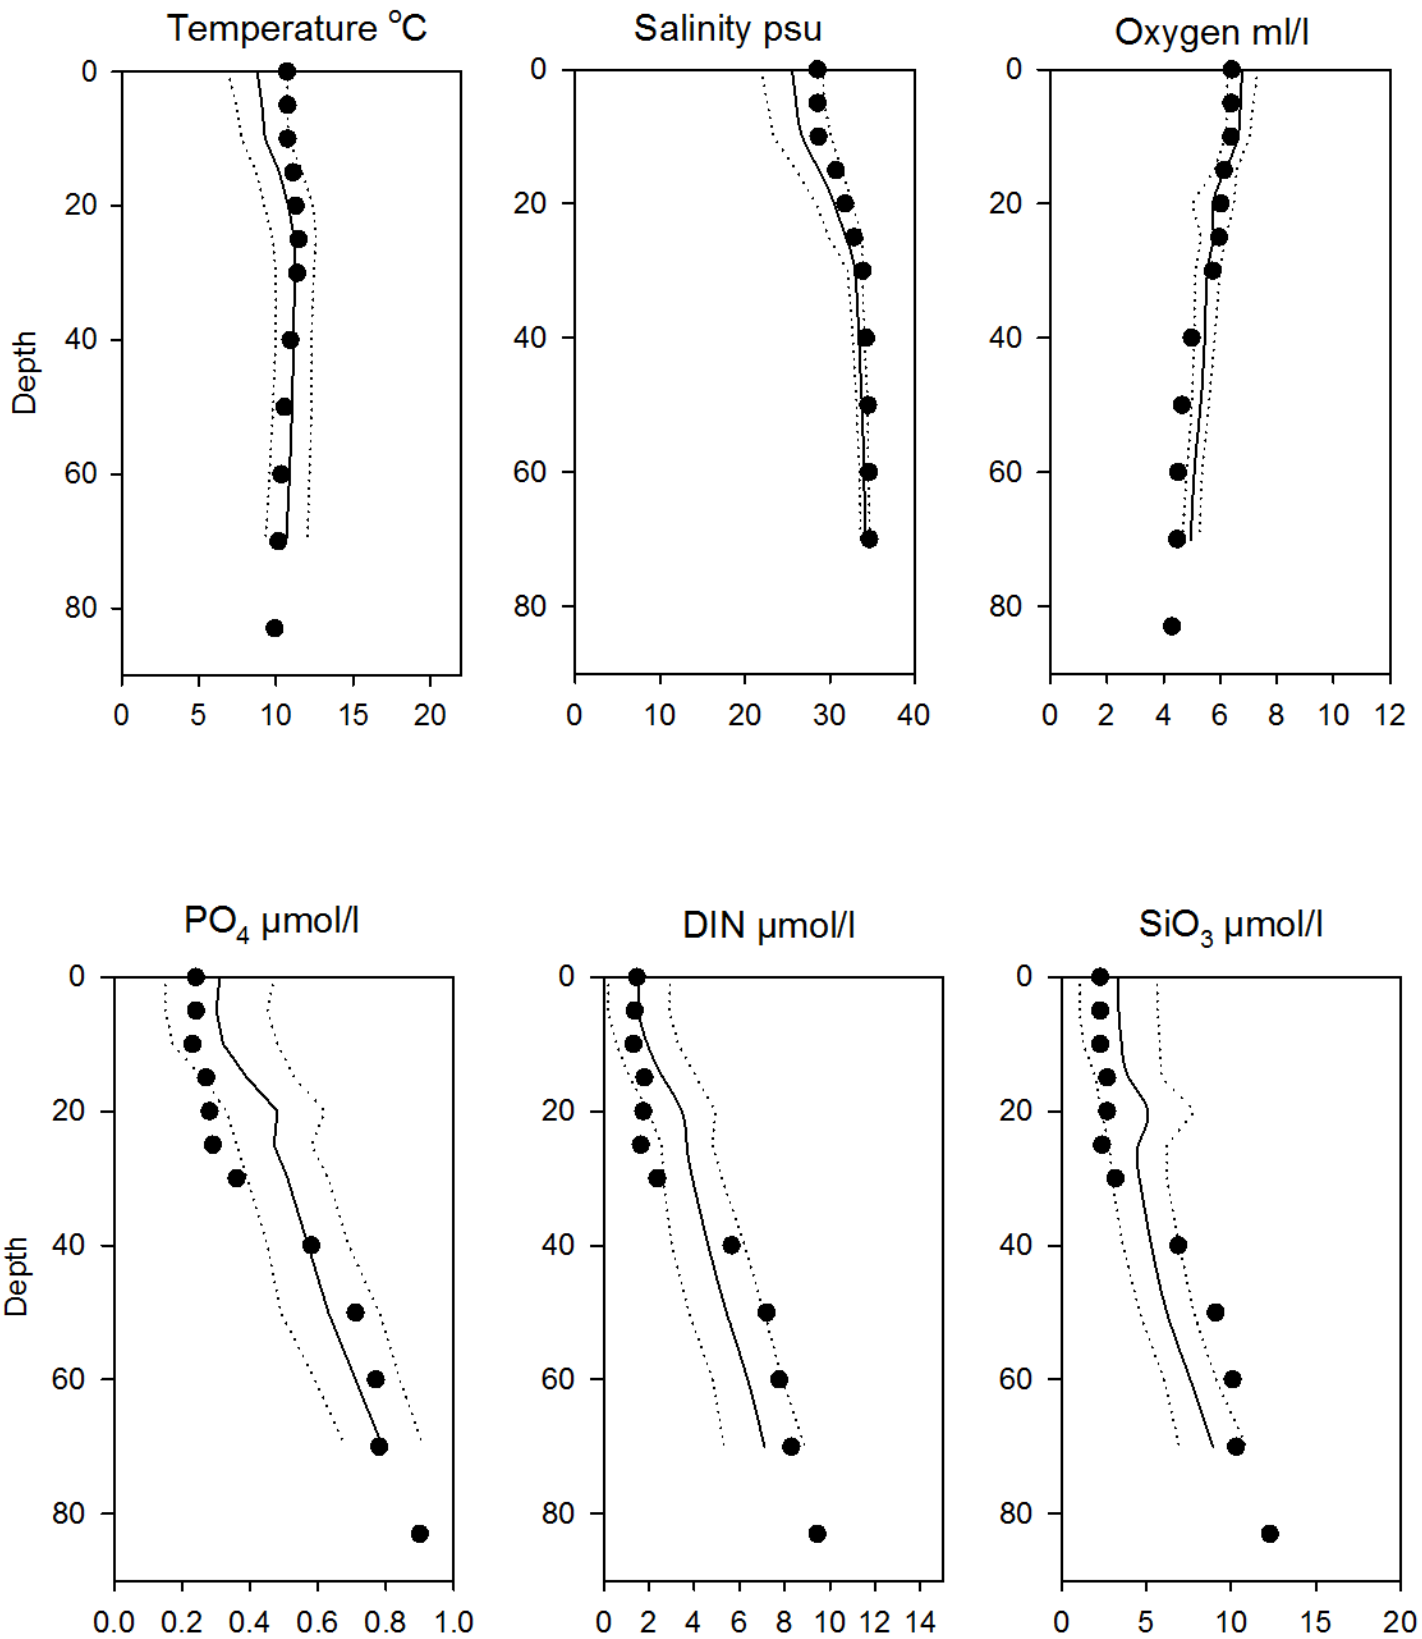 Temperature °C
Salinity psu
Oxygen ml/l
0
20
40
60
80
Depth
0 5 10 15 20
0
20
40
60
80
0 10 20 30 40
0
20
40
60
80
0 2 4 6 8 10 12
PO₄ µmol/l
DIN µmol/l
SiO₃ µmol/l
0
20
40
60
80
Depth
0.0 0.2 0.4 0.6 0.8 1.0
0
20
40
60
80
0 2 4 6 8 10 12 14
0
20
40
60
80
0 5 10 15 20